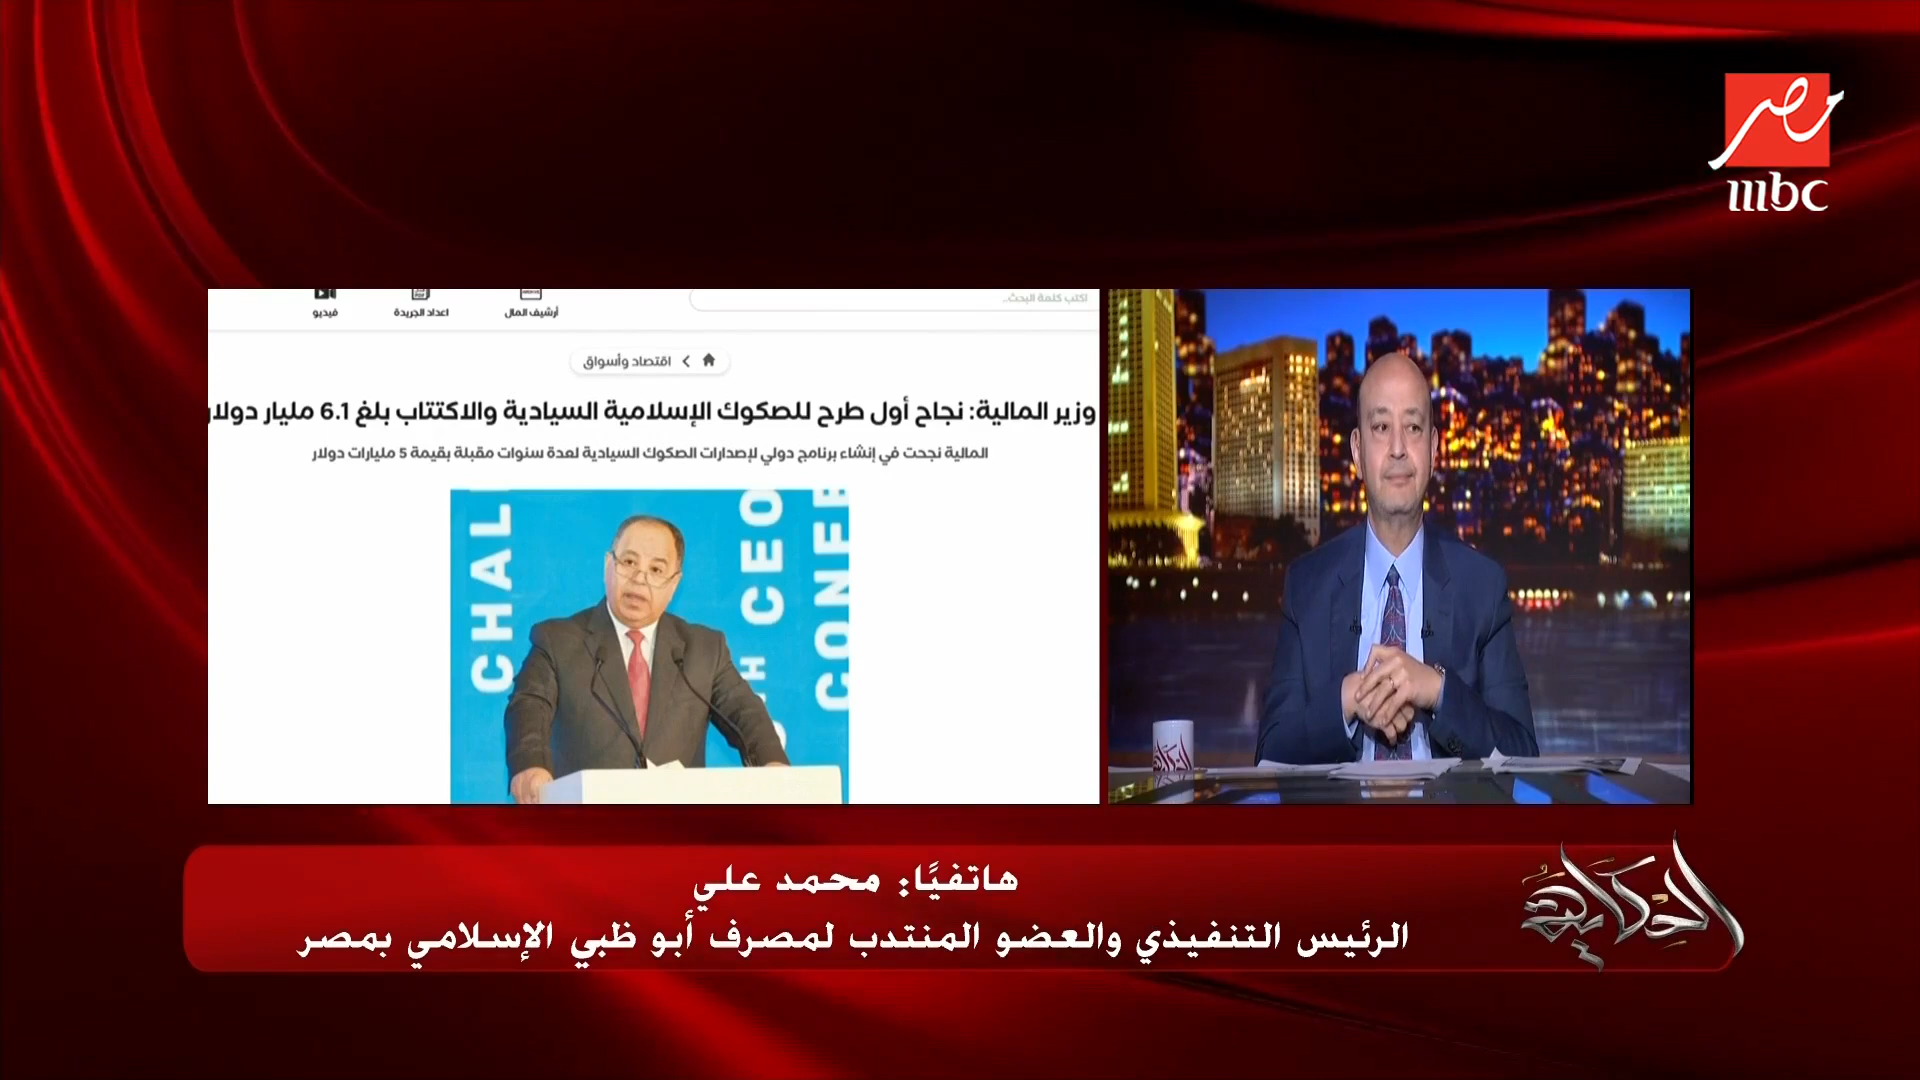 مصر
mbc
اكتب كلمة البحث...
أرشيف المال
اعداد الجريدة
فيديو
اقتصاد وأسواق
وزير المالية: نجاح أول طرح للصكوك الإسلامية السيادية والاكتتاب بلغ 6.1 مليار دولار
المالية نجحت في إنشاء برنامج دولي لإصدارات الصكوك السيادية لعدة سنوات مقبلة بقيمة 5 مليارات دولار
CHAL
CEO
CONFE
الحكاية
هاتفيًا: محمد علي
الرئيس التنفيذي والعضو المنتدب لمصرف أبو ظبي الإسلامي بمصر
الحكاية